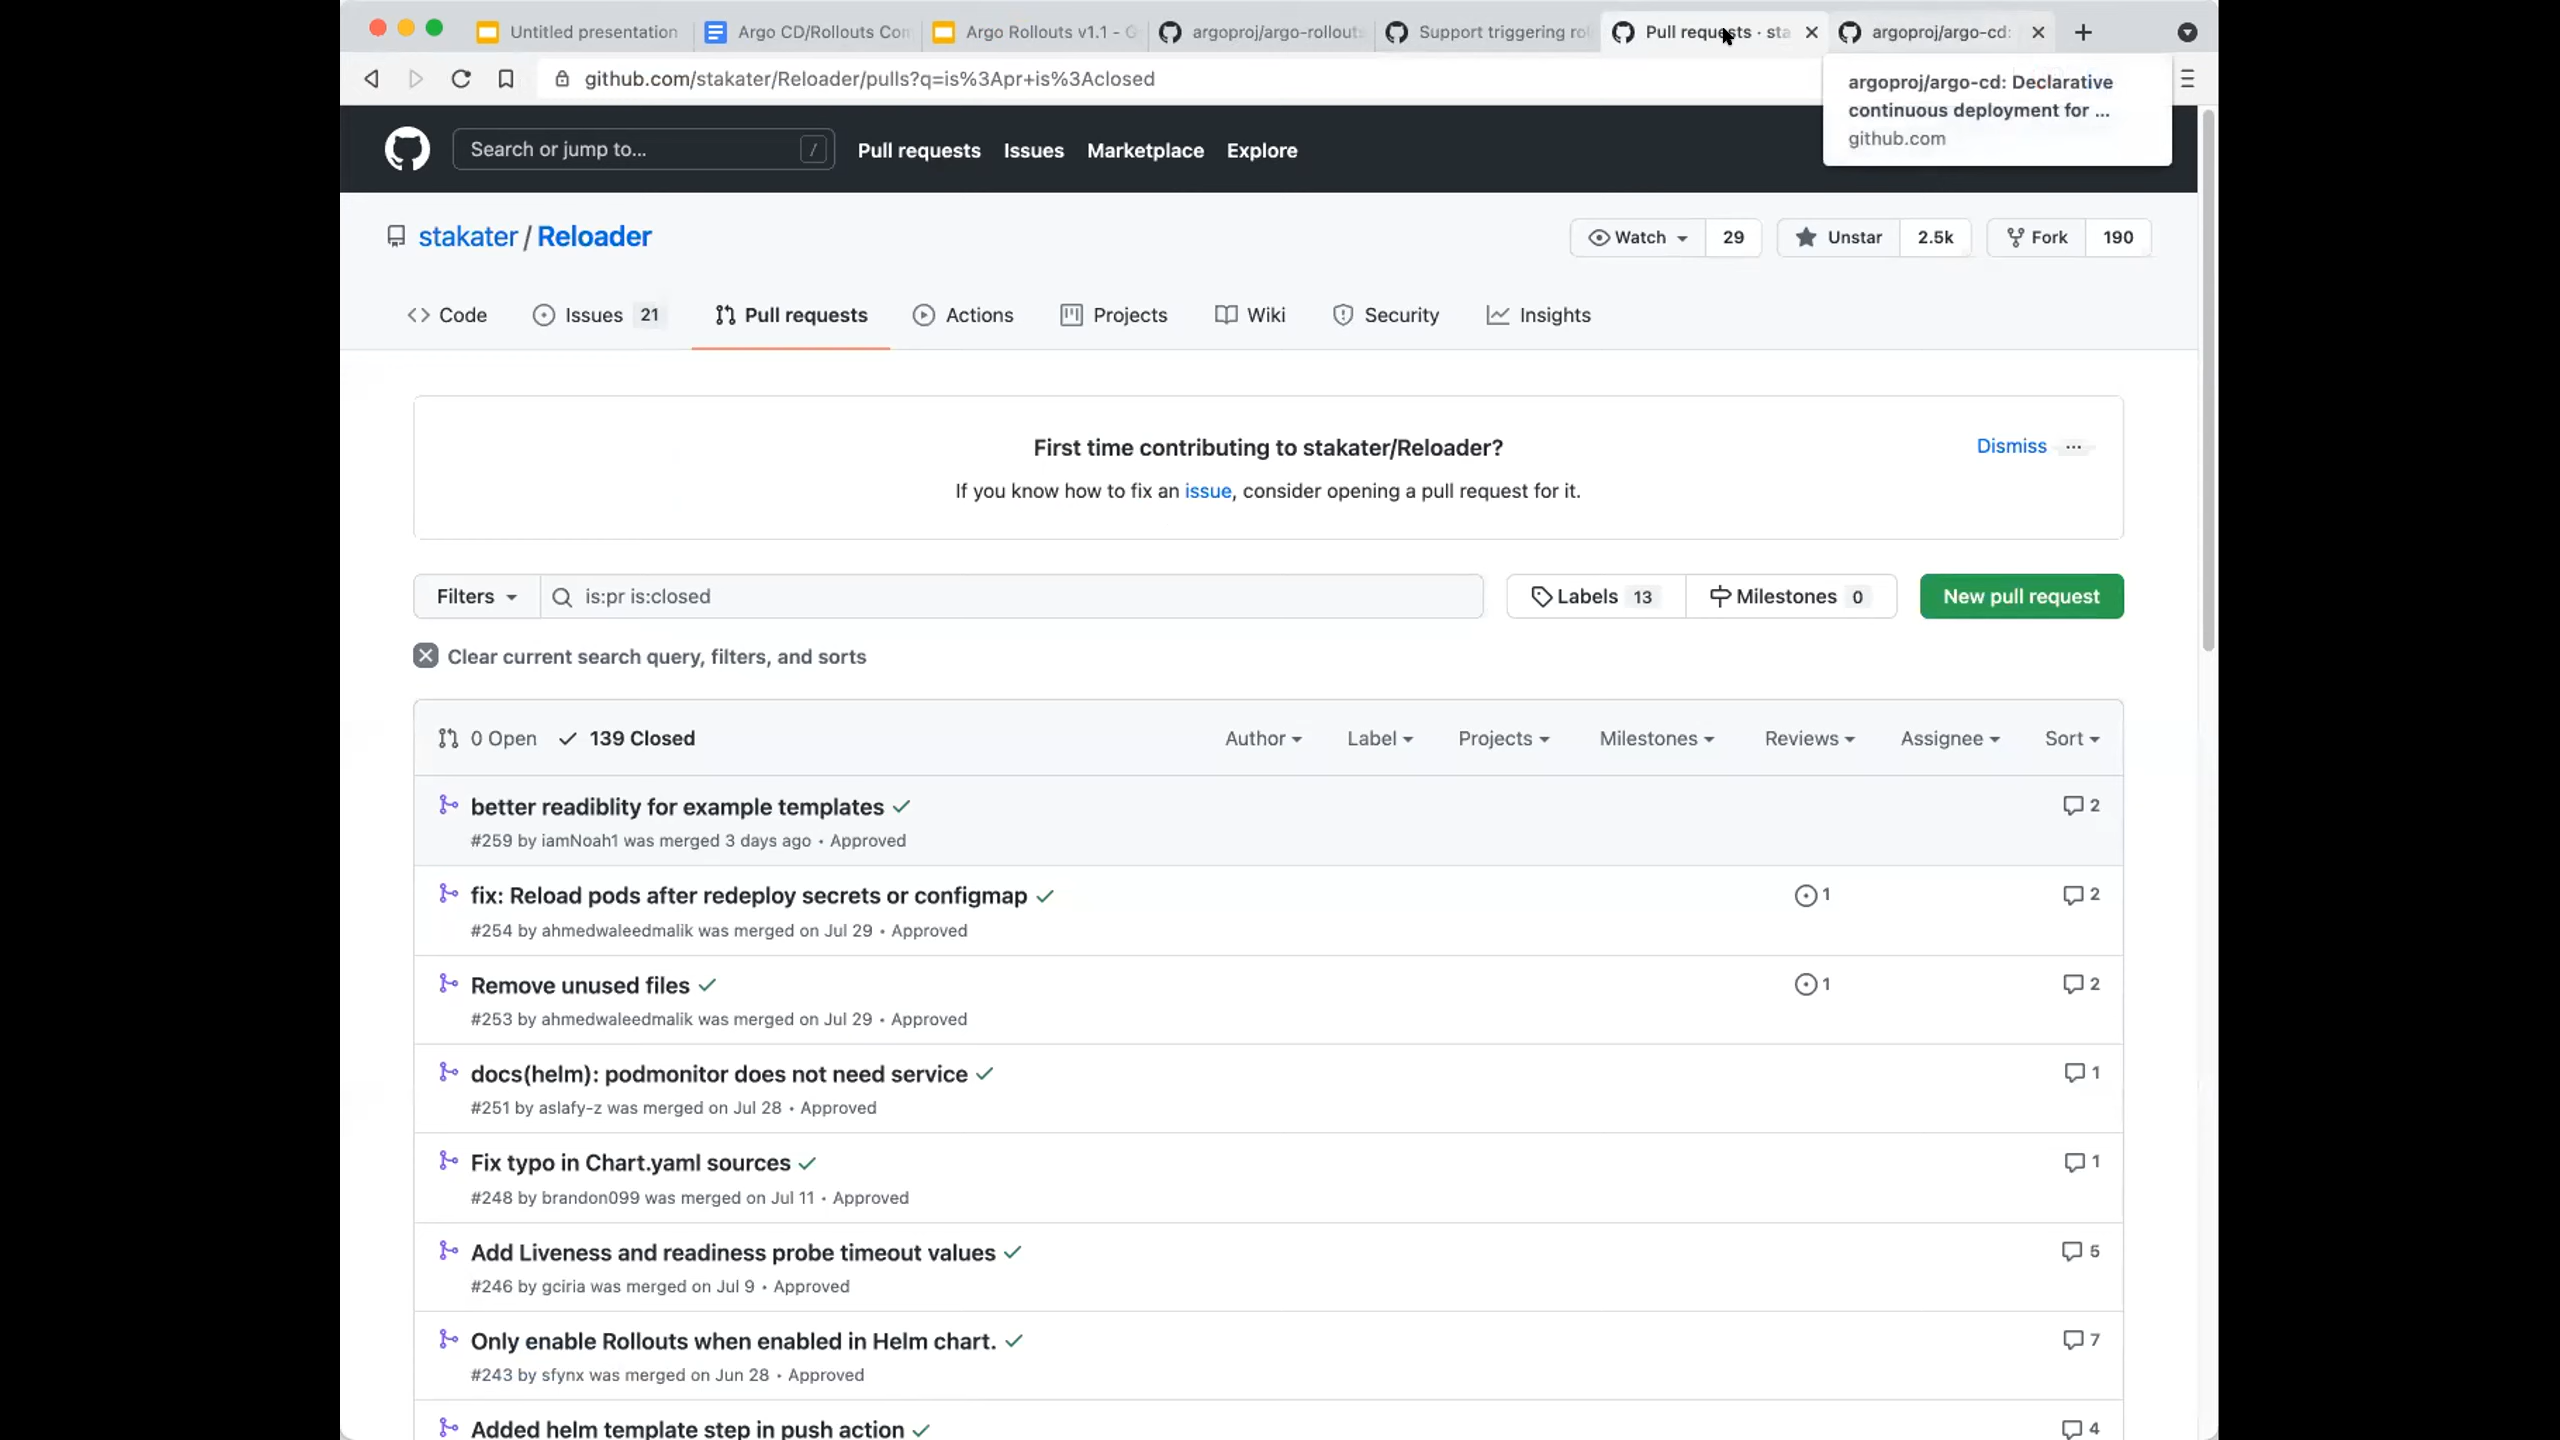 Untitled presentation
Argo CD/Rollouts Con
Argo Rollouts v1.1 - G
argoproj/argo-rollouts
Support triggering rol
Pull requests · sta
argoproj/argo-cd:
github.com/stakater/Reloader/pulls?q=is%3Apr+is%3Aclosed
argoproj/argo-cd: Declarative
continuous deployment for ...
github.com
Search or jump to...
/
Pull requests
Issues
Marketplace
Explore
stakater / Reloader
Watch
29
Unstar
2.5k
Fork
190
Code
Issues 21
Pull requests
Actions
Projects
Wiki
Security
Insights
First time contributing to stakater/Reloader?
Dismiss
...
If you know how to fix an issue, consider opening a pull request for it.
Filters
is:pr is:closed
Labels 13
Milestones 0
New pull request
Clear current search query, filters, and sorts
0 Open
139 Closed
Author
Label
Projects
Milestones
Reviews
Assignee
Sort
better readiblity for example templates
2
#259 by iamNoah1 was merged 3 days ago • Approved
fix: Reload pods after redeploy secrets or configmap
1
2
#254 by ahmedwaleedmalik was merged on Jul 29 • Approved
Remove unused files
1
2
#253 by ahmedwaleedmalik was merged on Jul 29 • Approved
docs(helm): podmonitor does not need service
1
#251 by aslafy-z was merged on Jul 28 • Approved
Fix typo in Chart.yaml sources
1
#248 by brandon099 was merged on Jul 11 • Approved
Add Liveness and readiness probe timeout values
5
#246 by gciria was merged on Jul 9 • Approved
Only enable Rollouts when enabled in Helm chart.
7
#243 by sfynx was merged on Jun 28 • Approved
Added helm template step in push action
4